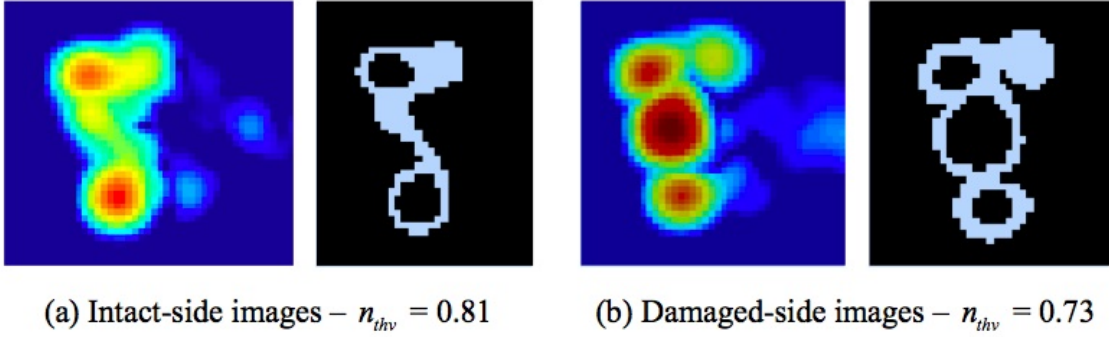 (a) Intact-side images – n_thv = 0.81
(b) Damaged-side images – n_thv = 0.73